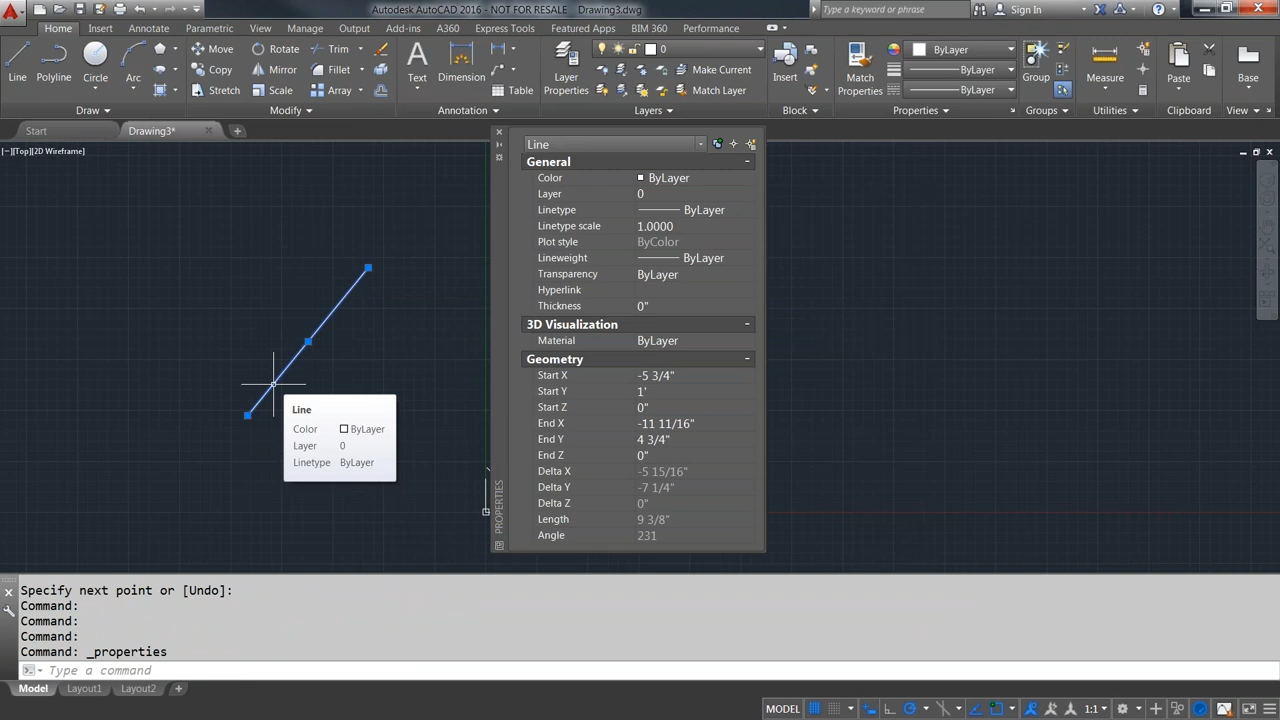 Autodesk AutoCAD 2016 - NOT FOR RESALE Drawing3.dwg
Type a keyword or phrase
Sign In
Home Insert Annotate Parametric View Manage Output Add-ins A360 Express Tools Featured Apps BIM 360 Performance
Line
Polyline
Circle
Arc
Move
Copy
Stretch
Rotate
Mirror
Scale
Trim
Fillet
Array
Text
Dimension
Table
Layer
Properties
0
Make Current
Match Layer
Insert
Match
Properties
ByLayer
ByLayer
ByLayer
Group
Measure
Paste
Base
Draw
Modify
Annotation
Layers
Block
Properties
Groups
Utilities
Clipboard
View
Start
Drawing3*
[−][Top][2D Wireframe]
Line
General
Color ByLayer
Layer 0
Linetype ByLayer
Linetype scale 1.0000
Plot style ByColor
Lineweight ByLayer
Transparency ByLayer
Hyperlink
Thickness 0"
3D Visualization
Material ByLayer
Geometry
Start X -5 3/4"
Start Y 1'
Start Z 0"
End X -11 11/16"
End Y 4 3/4"
End Z 0"
Delta X -5 15/16"
Delta Y -7 1/4"
Delta Z 0"
Length 9 3/8"
Angle 231
PROPERTIES
Line
Color ByLayer
Layer 0
Linetype ByLayer
Specify next point or [Undo]:
Command:
Command:
Command:
Command: _properties
Type a command
Model Layout1 Layout2
MODEL
1:1